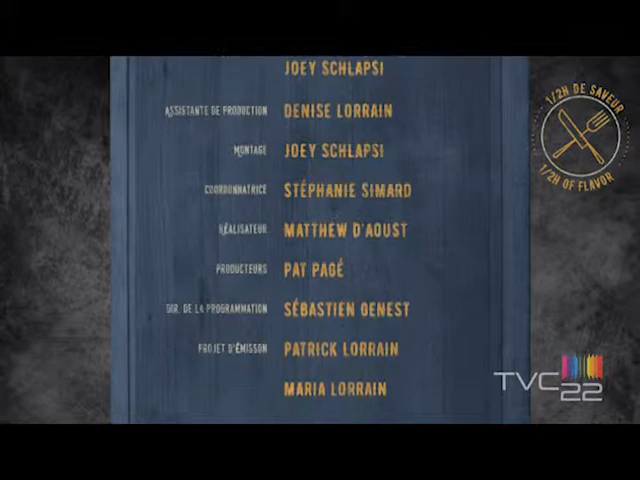 JOEY SCHLAPSI
ASSISTANTE DE PRODUCTION DENISE LORRAIN
MONTAGE JOEY SCHLAPSI
COORDONNATRICE STÉPHANIE SIMARD
RÉALISATEUR MATTHEW D'AOUST
PRODUCTEURS PAT PAGÉ
DIR. DE LA PROGRAMMATION SÉBASTIEN GENEST
PROJET D'ÉMISSON PATRICK LORRAIN
MARIA LORRAIN
1/2H DE SAVEUR
1/2H OF FLAVOR
TVC22